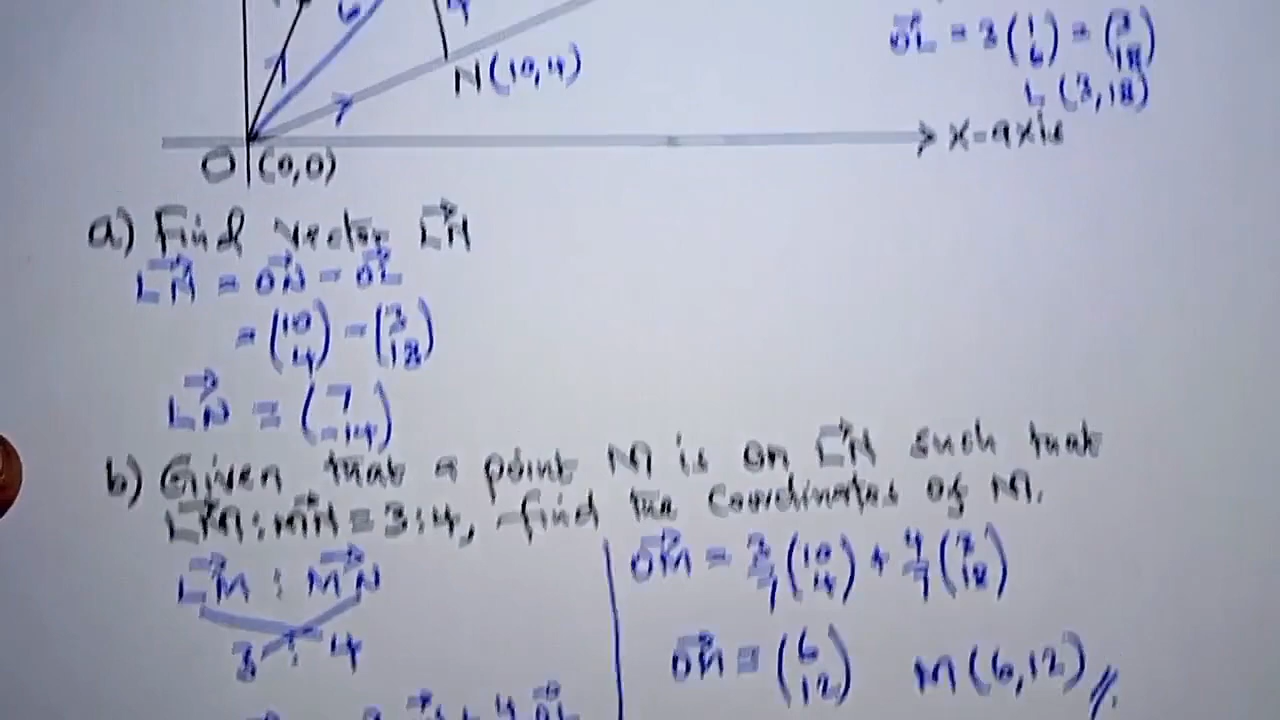 6
4
N(10,4)
OL = 3(1 6) = (3 18)
L (3,18)
x-axis
O (0,0)
a) Find vector LN
LN = ON - OL
= (10 4) - (3 18)
LN = (7 -14)
b) Given that a point M is on LN such that
LM : MN = 3:4, find the coordinates of M.
LM : MN
3 : 4
OM = 3/7 (10 4) + 4/7 (3 18)
OM = (6 12) M(6,12)